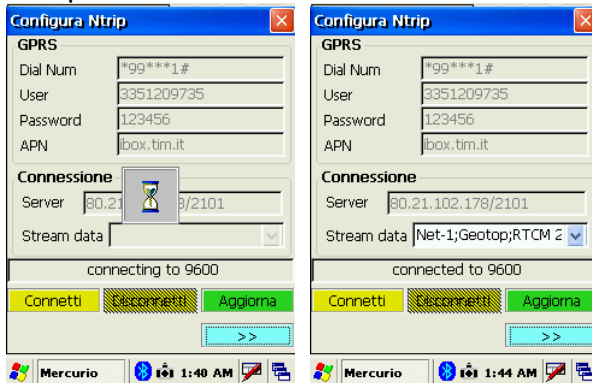 Configura Ntrip
GPRS
Dial Num *99***1#
User 3351209735
Password 123456
APN ibox.tim.it
Connessione
Server 80.21 8/2101
Stream data
connecting to 9600
Connetti Disconnetti Aggiorna
>>
Mercurio 1:40 AM
Configura Ntrip
GPRS
Dial Num *99***1#
User 3351209735
Password 123456
APN ibox.tim.it
Connessione
Server 80.21.102.178/2101
Stream data Net-1;Geotop;RTCM 2
connected to 9600
Connetti Disconnetti Aggiorna
>>
Mercurio 1:44 AM